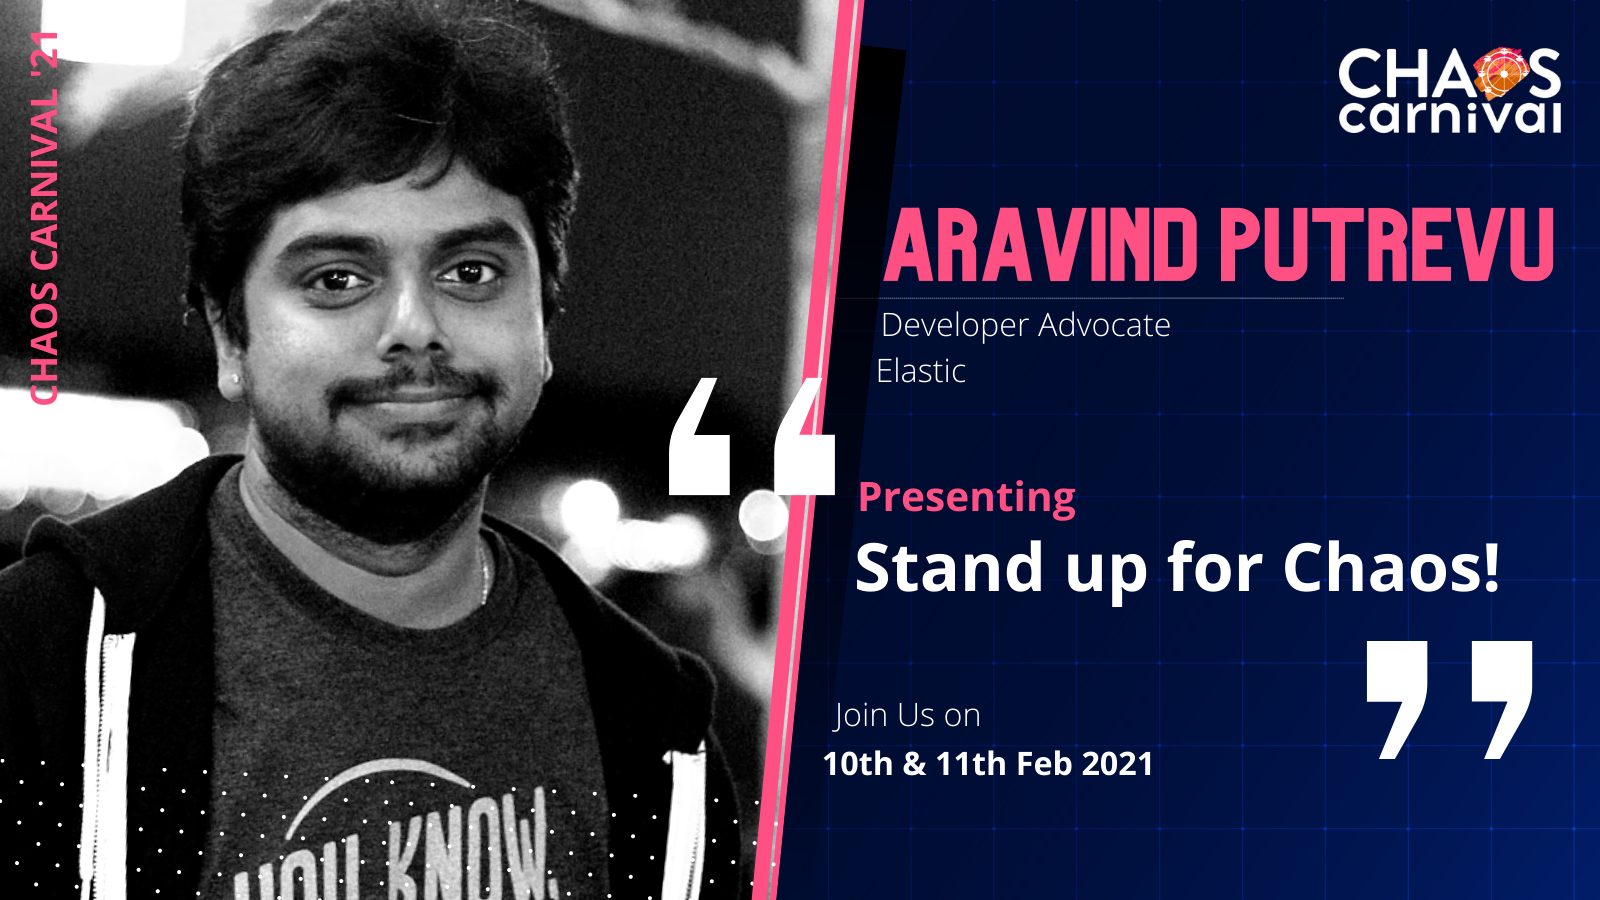 CHAOS CARNIVAL '21
CHAOS
carnival
ARAVIND PUTREVU
Developer Advocate
Elastic
Presenting
Stand up for Chaos!
Join Us on
10th & 11th Feb 2021
YOU KNOW,